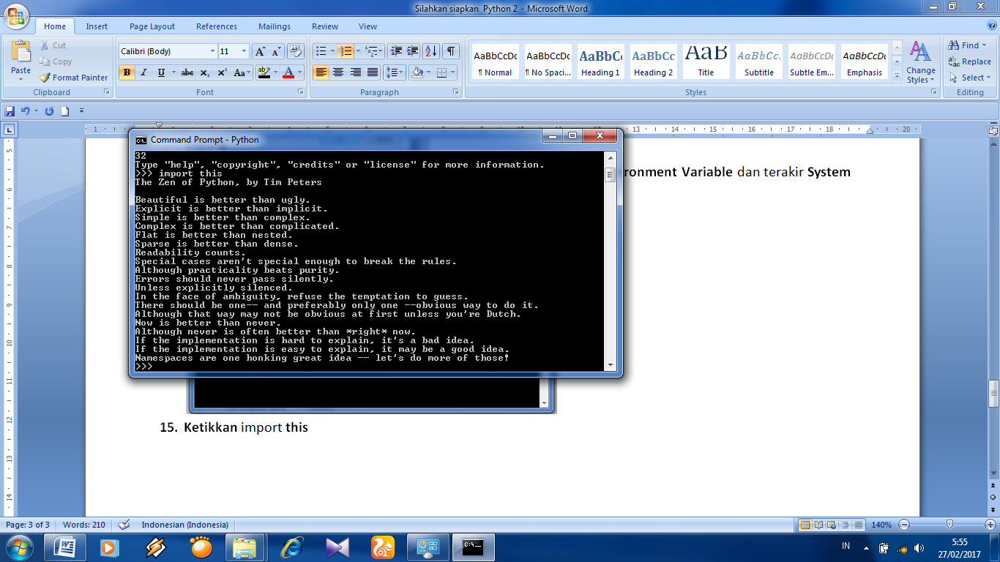 Silahkan siapkan  Python 2 - Microsoft Word
Home Insert Page Layout References Mailings Review View
Paste
Cut
Copy
Format Painter
Clipboard
Calibri (Body) 11
B I U abc x₂ x² Aa
Font
Paragraph
AaBbCcDc AaBbCcDc AaBbCc AaBbCc AaB AaBbCc. AaBbCcDc AaBbCcDc
¶ Normal ¶ No Spaci... Heading 1 Heading 2 Title Subtitle Subtle Em... Emphasis
Change Styles
Styles
Find
Replace
Select
Editing
Command Prompt - Python
32
Type "help", "copyright", "credits" or "license" for more information.
>>> import this
The Zen of Python, by Tim Peters
Beautiful is better than ugly.
Explicit is better than implicit.
Simple is better than complex.
Complex is better than complicated.
Flat is better than nested.
Sparse is better than dense.
Readability counts.
Special cases aren't special enough to break the rules.
Although practicality beats purity.
Errors should never pass silently.
Unless explicitly silenced.
In the face of ambiguity, refuse the temptation to guess.
There should be one-- and preferably only one --obvious way to do it.
Although that way may not be obvious at first unless you're Dutch.
Now is better than never.
Although never is often better than *right* now.
If the implementation is hard to explain, it's a bad idea.
If the implementation is easy to explain, it may be a good idea.
Namespaces are one honking great idea -- let's do more of those!
>>>
ronment Variable dan terakir System
15. Ketikkan import this
Page: 3 of 3 Words: 210 Indonesian (Indonesia) 140%
IN
5:55
27/02/2017